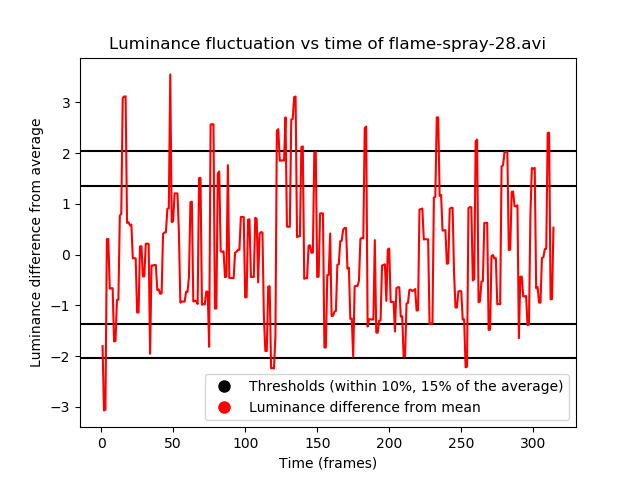 Luminance fluctuation vs time of flame-spray-28.avi
Luminance difference from average
3
2
1
0
−1
−2
−3
Thresholds (within 10%, 15% of the average)
Luminance difference from mean
0 50 100 150 200 250 300
Time (frames)